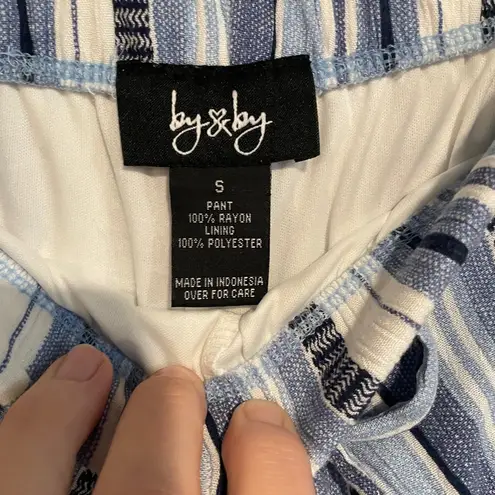 by & by
S
PANT
100% RAYON
LINING
100% POLYESTER
MADE IN INDONESIA
OVER FOR CARE